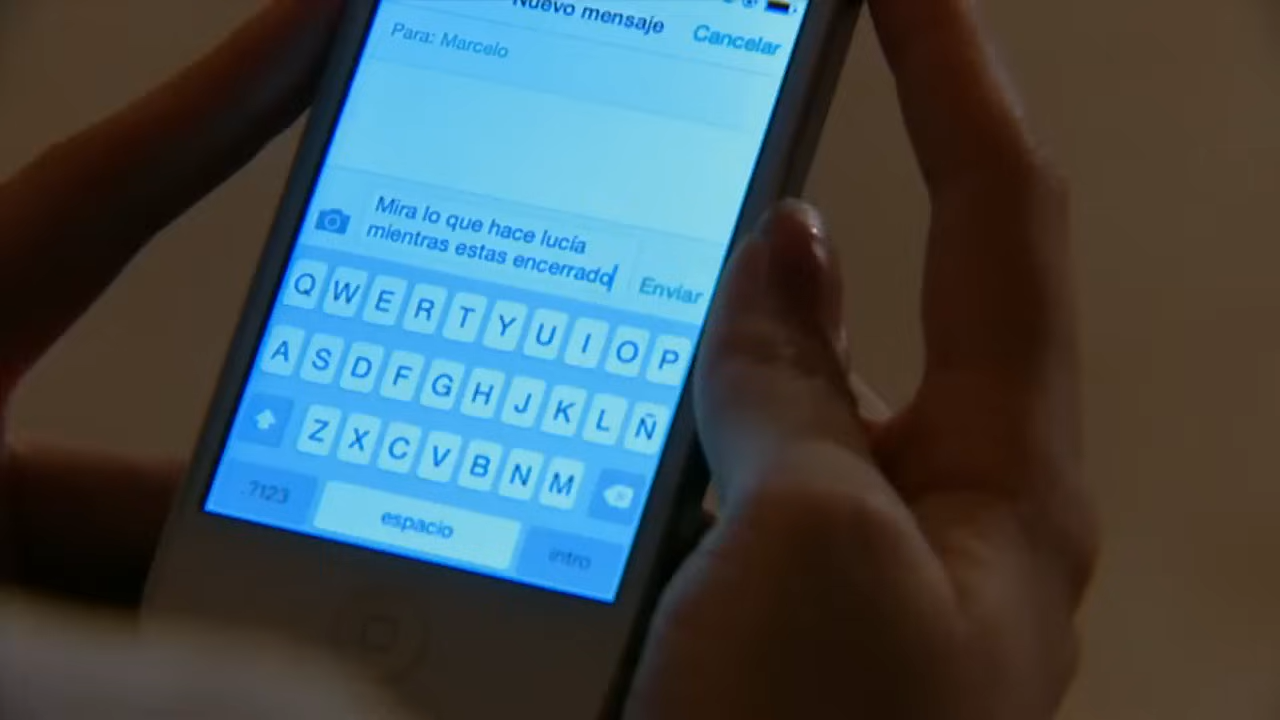 Nuevo mensaje
Cancelar
Para: Marcelo
Mira lo que hace lucía
mientras estas encerrado
Enviar
Q W E R T Y U I O P
A S D F G H J K L Ñ
Z X C V B N M
.?123
espacio
intro